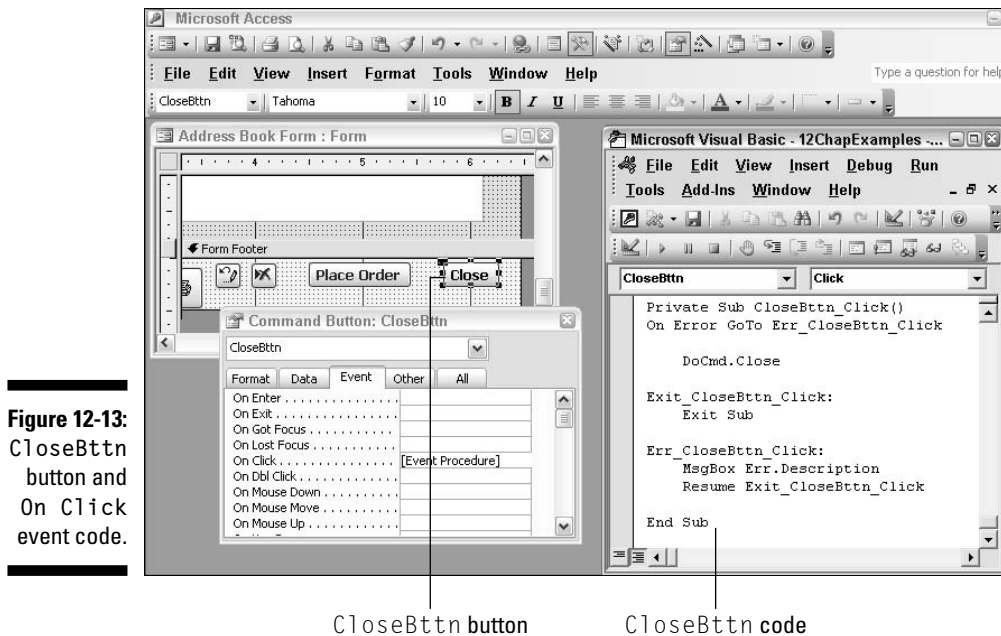 Microsoft Access
File Edit View Insert Format Tools Window Help
Type a question for help
CloseBttn Tahoma 10 B I U A
Address Book Form : Form
4 5 6
Form Footer
Place Order Close
Command Button: CloseBttn
CloseBttn
Format Data Event Other All
On Enter . . . . . . . . . . . . . .
On Exit . . . . . . . . . . . . . . .
On Got Focus . . . . . . . . . .
On Lost Focus . . . . . . . . . .
On Click . . . . . . . . . . . . . . [Event Procedure]
On Dbl Click . . . . . . . . . . . .
On Mouse Down . . . . . . . . .
On Mouse Move . . . . . . . . .
On Mouse Up . . . . . . . . . . .
Microsoft Visual Basic - 12ChapExamples -...
File Edit View Insert Debug Run
Tools Add-Ins Window Help
CloseBttn Click
Private Sub CloseBttn_Click()
On Error GoTo Err_CloseBttn_Click
DoCmd.Close
Exit_CloseBttn_Click:
Exit Sub
Err_CloseBttn_Click:
MsgBox Err.Description
Resume Exit_CloseBttn_Click
End Sub
Figure 12-13:
CloseBttn
button and
On Click
event code.
CloseBttn button
CloseBttn code